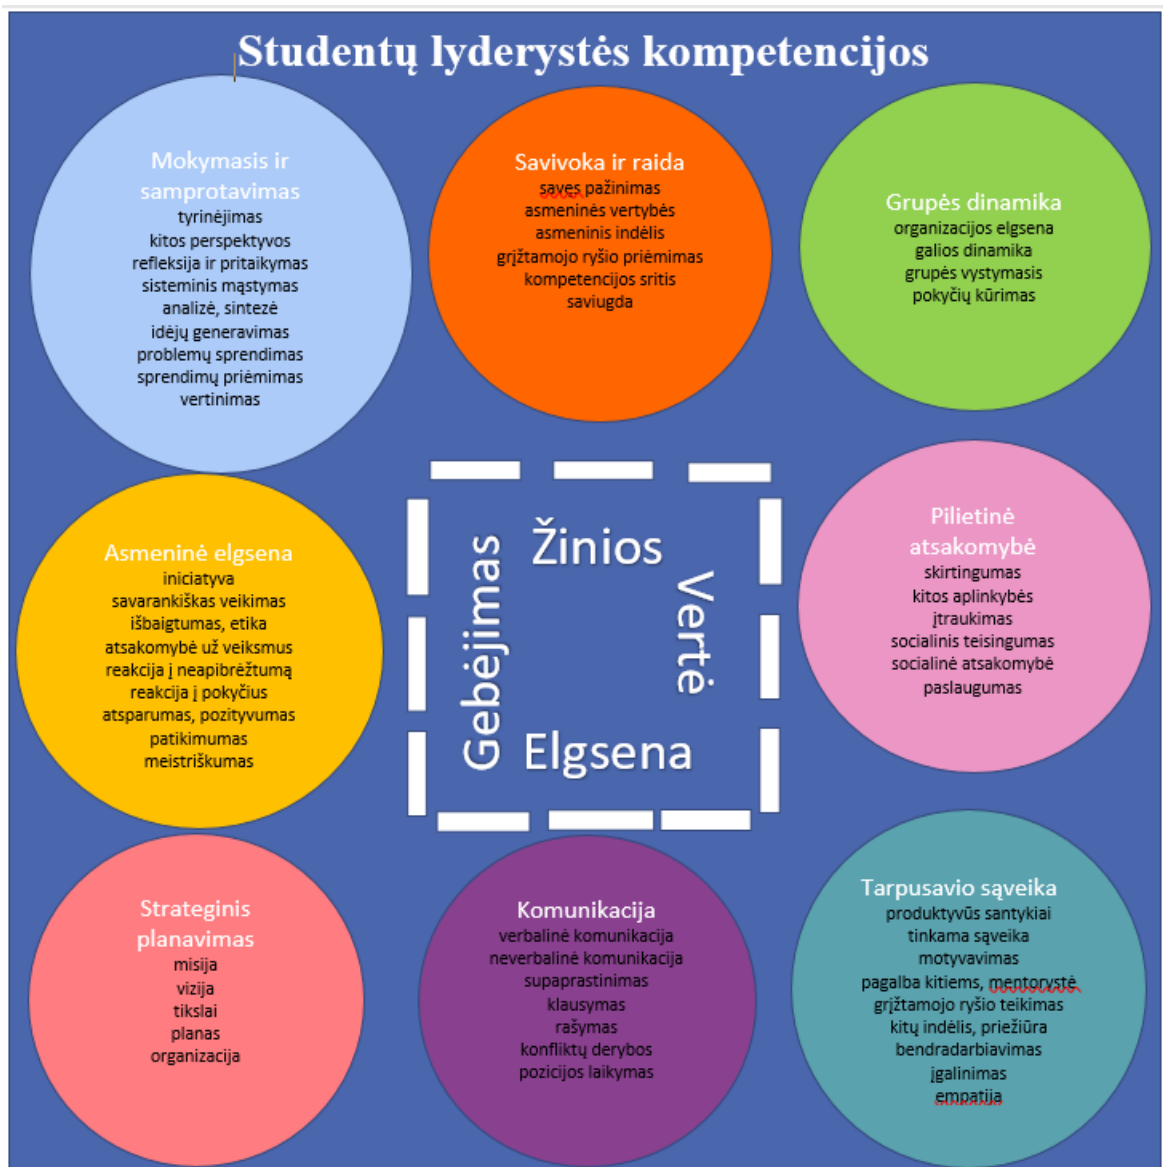 Studentų lyderystės kompetencijos
Mokymasis ir
samprotavimas
tyrinėjimas
kitos perspektyvos
refleksija ir pritaikymas
sisteminis mąstymas
analizė, sintezė
idėjų generavimas
problemų sprendimas
sprendimų priėmimas
vertinimas
Savivoka ir raida
savęs pažinimas
asmeninės vertybės
asmeninis indėlis
grįžtamojo ryšio priėmimas
kompetencijos sritis
saviugda
Grupės dinamika
organizacijos elgsena
galios dinamika
grupės vystymasis
pokyčių kūrimas
Asmeninė elgsena
iniciatyva
savarankiškas veikimas
išbaigtumas, etika
atsakomybė už veiksmus
reakcija į neapibrėžtumą
reakcija į pokyčius
atsparumas, pozityvumas
patikimumas
meistriškumas
Žinios
Gebėjimas
Vertė
Elgsena
Pilietinė
atsakomybė
skirtingumas
kitos aplinkybės
įtraukimas
socialinis teisingumas
socialinė atsakomybė
paslaugumas
Strateginis
planavimas
misija
vizija
tikslai
planas
organizacija
Komunikacija
verbalinė komunikacija
neverbalinė komunikacija
supaprastinimas
klausymas
rašymas
konfliktų derybos
pozicijos laikymas
Tarpusavio sąveika
produktyvūs santykiai
tinkama sąveika
motyvavimas
pagalba kitiems, mentorystė
grįžtamojo ryšio teikimas
kitų indėlis, priežiūra
bendradarbiavimas
įgalinimas
empatija